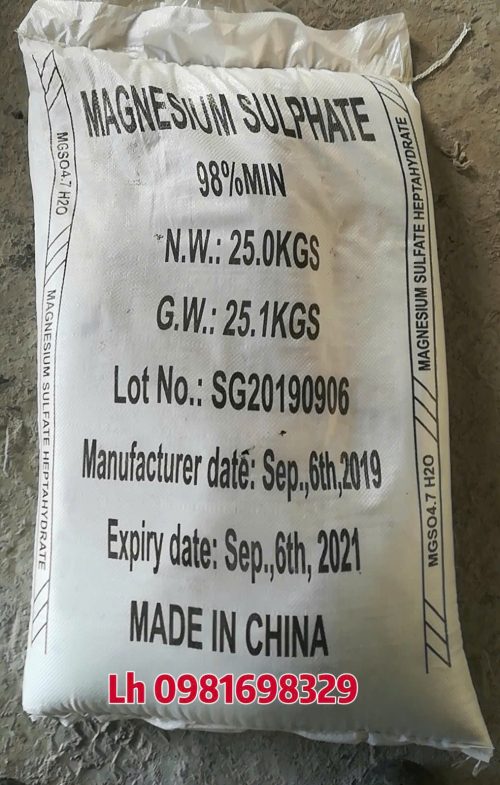 MAGNESIUM SULPHATE
98%MIN
N.W.: 25.0KGS
G.W.: 25.1KGS
Lot No.: SG20190906
Manufacturer date: Sep.,6th,2019
Expiry date: Sep.,6th, 2021
MADE IN CHINA
Lh 0981698329
MGSO4.7 H2O
MAGNESIUM SULFATE HEPTAHYDRATE
MAGNESIUM SULFATE HEPTAHYDRATE
MGSO4.7 H2O